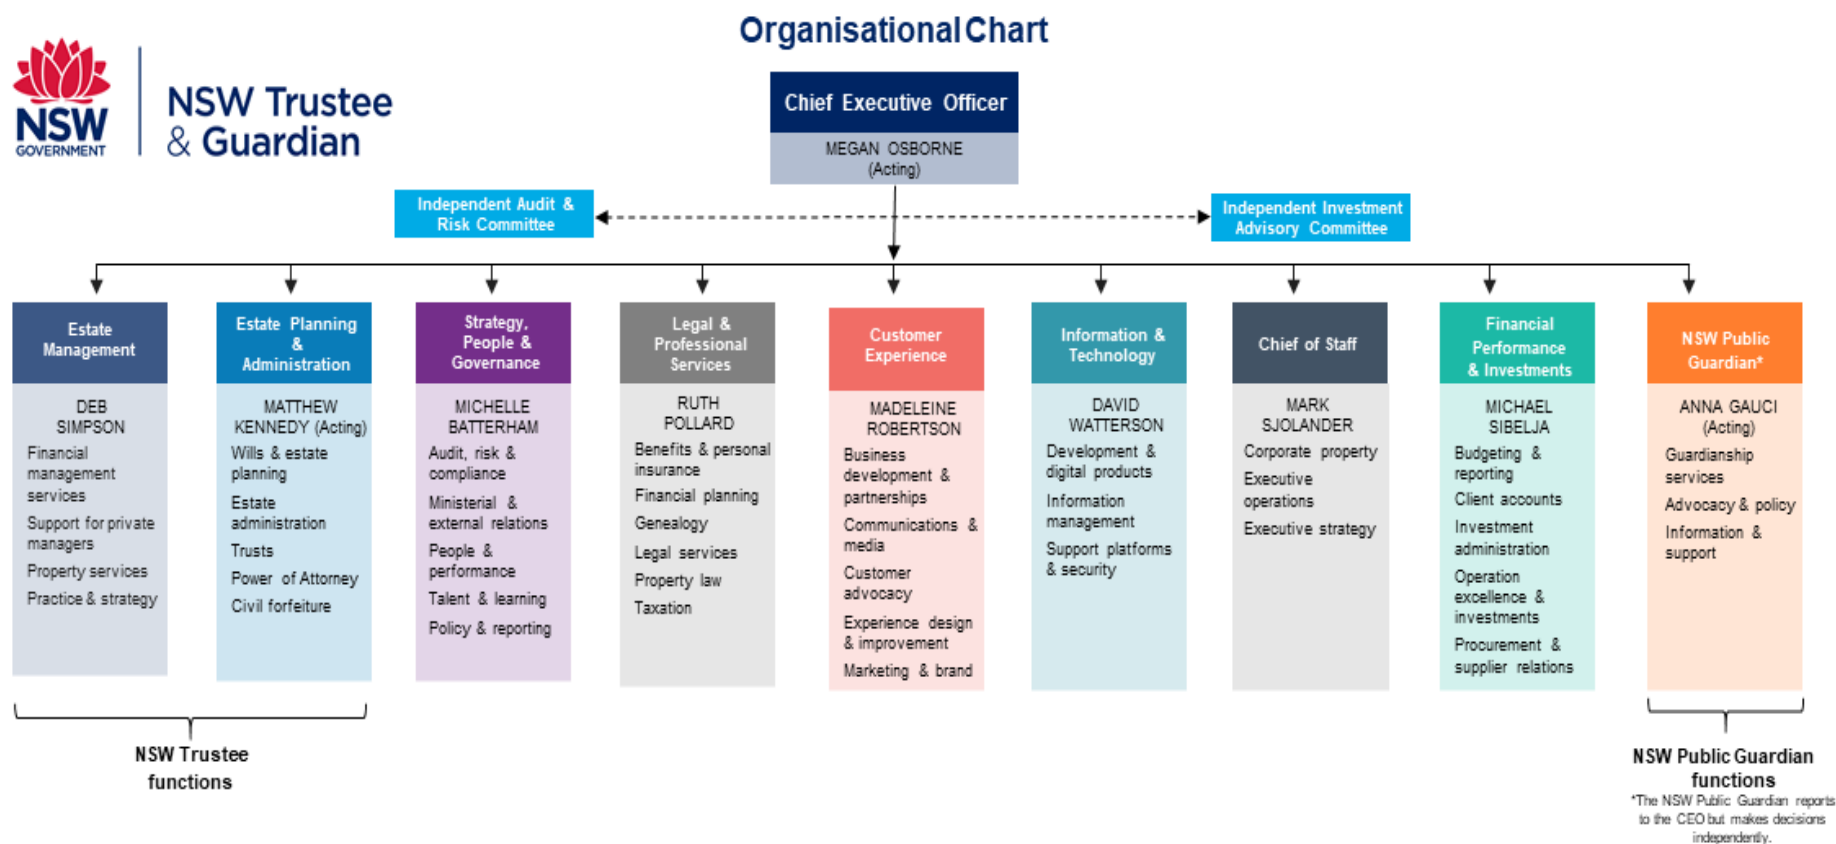 Organisational Chart
NSW
GOVERNMENT
NSW Trustee
& Guardian
Chief Executive Officer
MEGAN OSBORNE
(Acting)
Independent Audit &
Risk Committee
Independent Investment
Advisory Committee
Estate
Management
DEB
SIMPSON
Financial
management
services
Support for private
managers
Property services
Practice & strategy
Estate Planning
&
Administration
MATTHEW
KENNEDY (Acting)
Wills & estate
planning
Estate
administration
Trusts
Power of Attorney
Civil forfeiture
Strategy,
People &
Governance
MICHELLE
BATTERHAM
Audit, risk &
compliance
Ministerial &
external relations
People &
performance
Talent & learning
Policy & reporting
Legal &
Professional
Services
RUTH
POLLARD
Benefits & personal
insurance
Financial planning
Genealogy
Legal services
Property law
Taxation
Customer
Experience
MADELEINE
ROBERTSON
Business
development &
partnerships
Communications &
media
Customer
advocacy
Experience design
& improvement
Marketing & brand
Information &
Technology
DAVID
WATTERSON
Development &
digital products
Information
management
Support platforms
& security
Chief of Staff
MARK
SJOLANDER
Corporate property
Executive
operations
Executive strategy
Financial
Performance
& Investments
MICHAEL
SIBELJA
Budgeting &
reporting
Client accounts
Investment
administration
Operation
excellence &
investments
Procurement &
supplier relations
NSW Public
Guardian*
ANNA GAUCI
(Acting)
Guardianship
services
Advocacy & policy
Information &
support
NSW Trustee
functions
NSW Public Guardian
functions
*The NSW Public Guardian reports
to the CEO but makes decisions
independently.